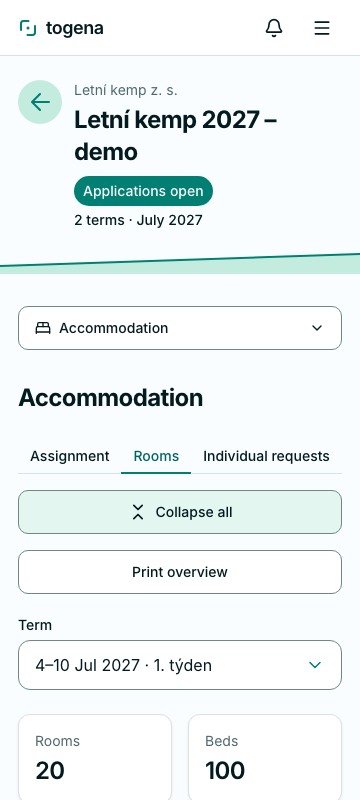 togena
Letní kemp z. s.
Letní kemp 2027 –
demo
Applications open
2 terms · July 2027
Accommodation
Accommodation
Assignment
Rooms
Individual requests
Collapse all
Print overview
Term
4–10 Jul 2027 · 1. týden
Rooms
Beds
20
100